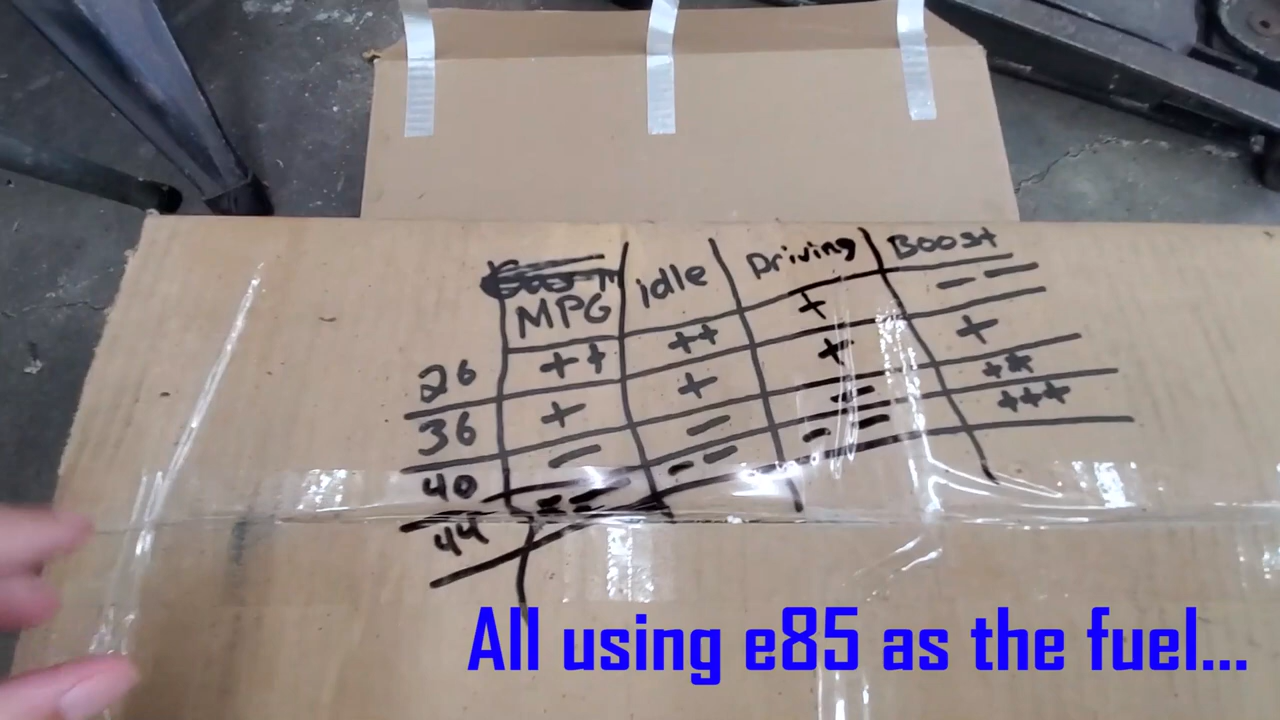 MPG idle Driving Boost
26 ++ ++ + --
36 + + + +
40 - - - ++
44 -- -- -- +++
All using e85 as the fuel...